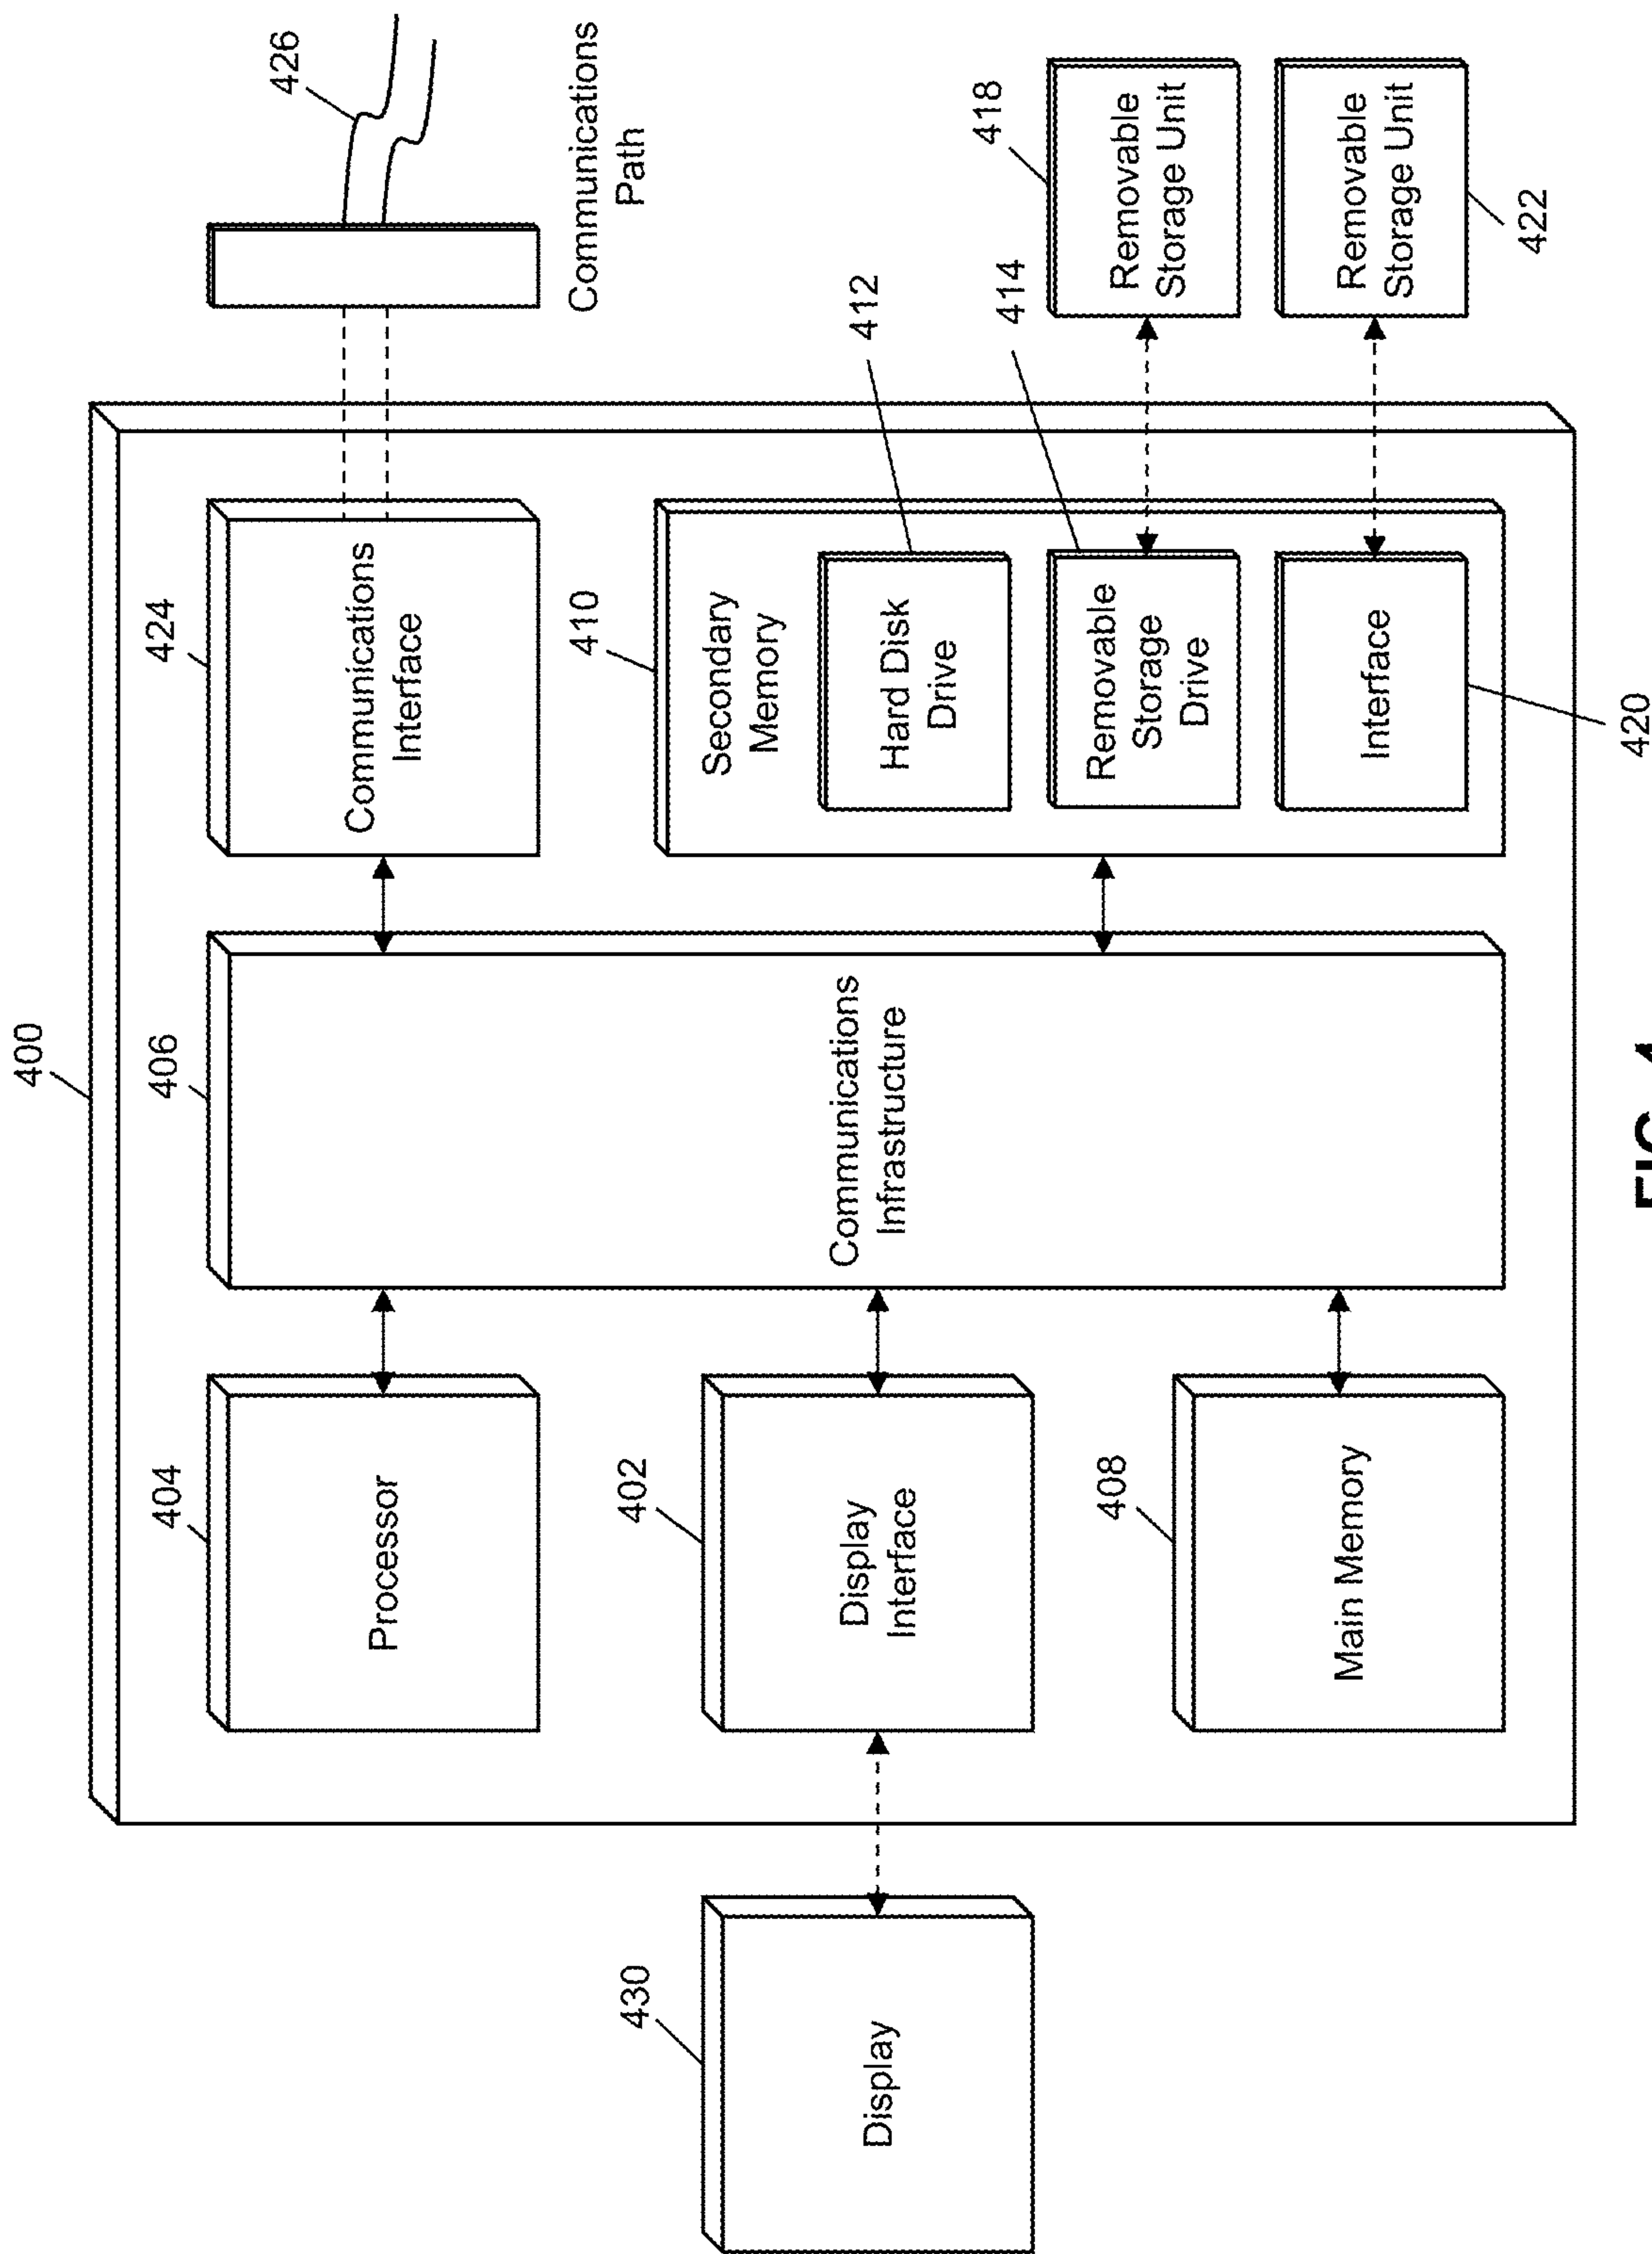 400
404
406
424
426
Processor
Communications
Interface
Communications
Path
430
402
410
Display
Display
Interface
Communications
Infrastructure
Secondary
Memory
412
Hard Disk
Drive
408
414
418
Main Memory
Removable
Storage
Drive
Removable
Storage Unit
Interface
Removable
Storage Unit
420
422
FIG. 4